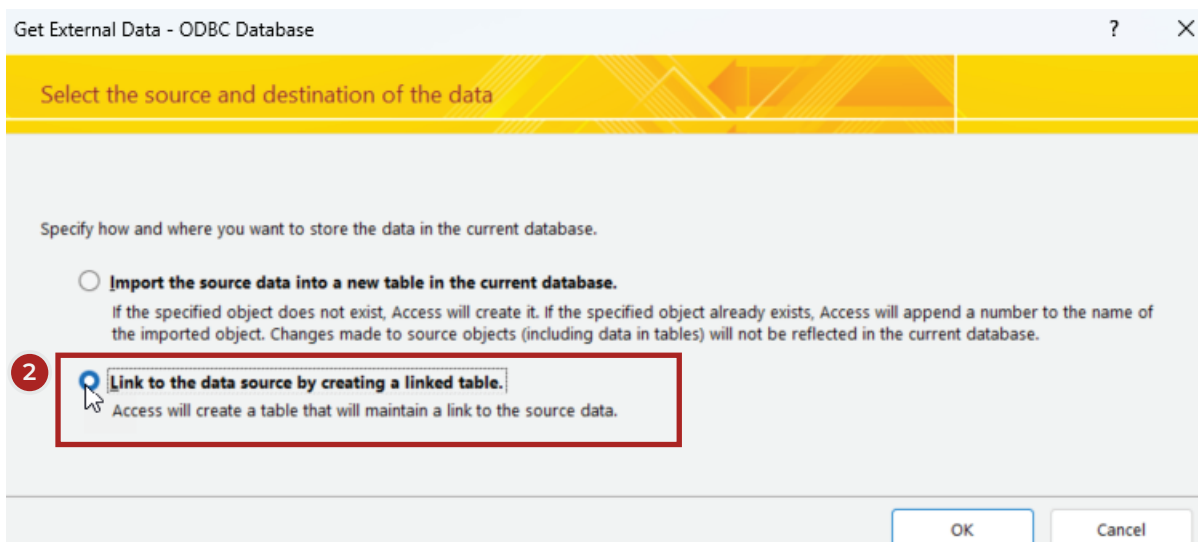 Get External Data - ODBC Database
?
Select the source and destination of the data
Specify how and where you want to store the data in the current database.
Import the source data into a new table in the current database.
If the specified object does not exist, Access will create it. If the specified object already exists, Access will append a number to the name of
the imported object. Changes made to source objects (including data in tables) will not be reflected in the current database.
2
Link to the data source by creating a linked table.
Access will create a table that will maintain a link to the source data.
OK
Cancel